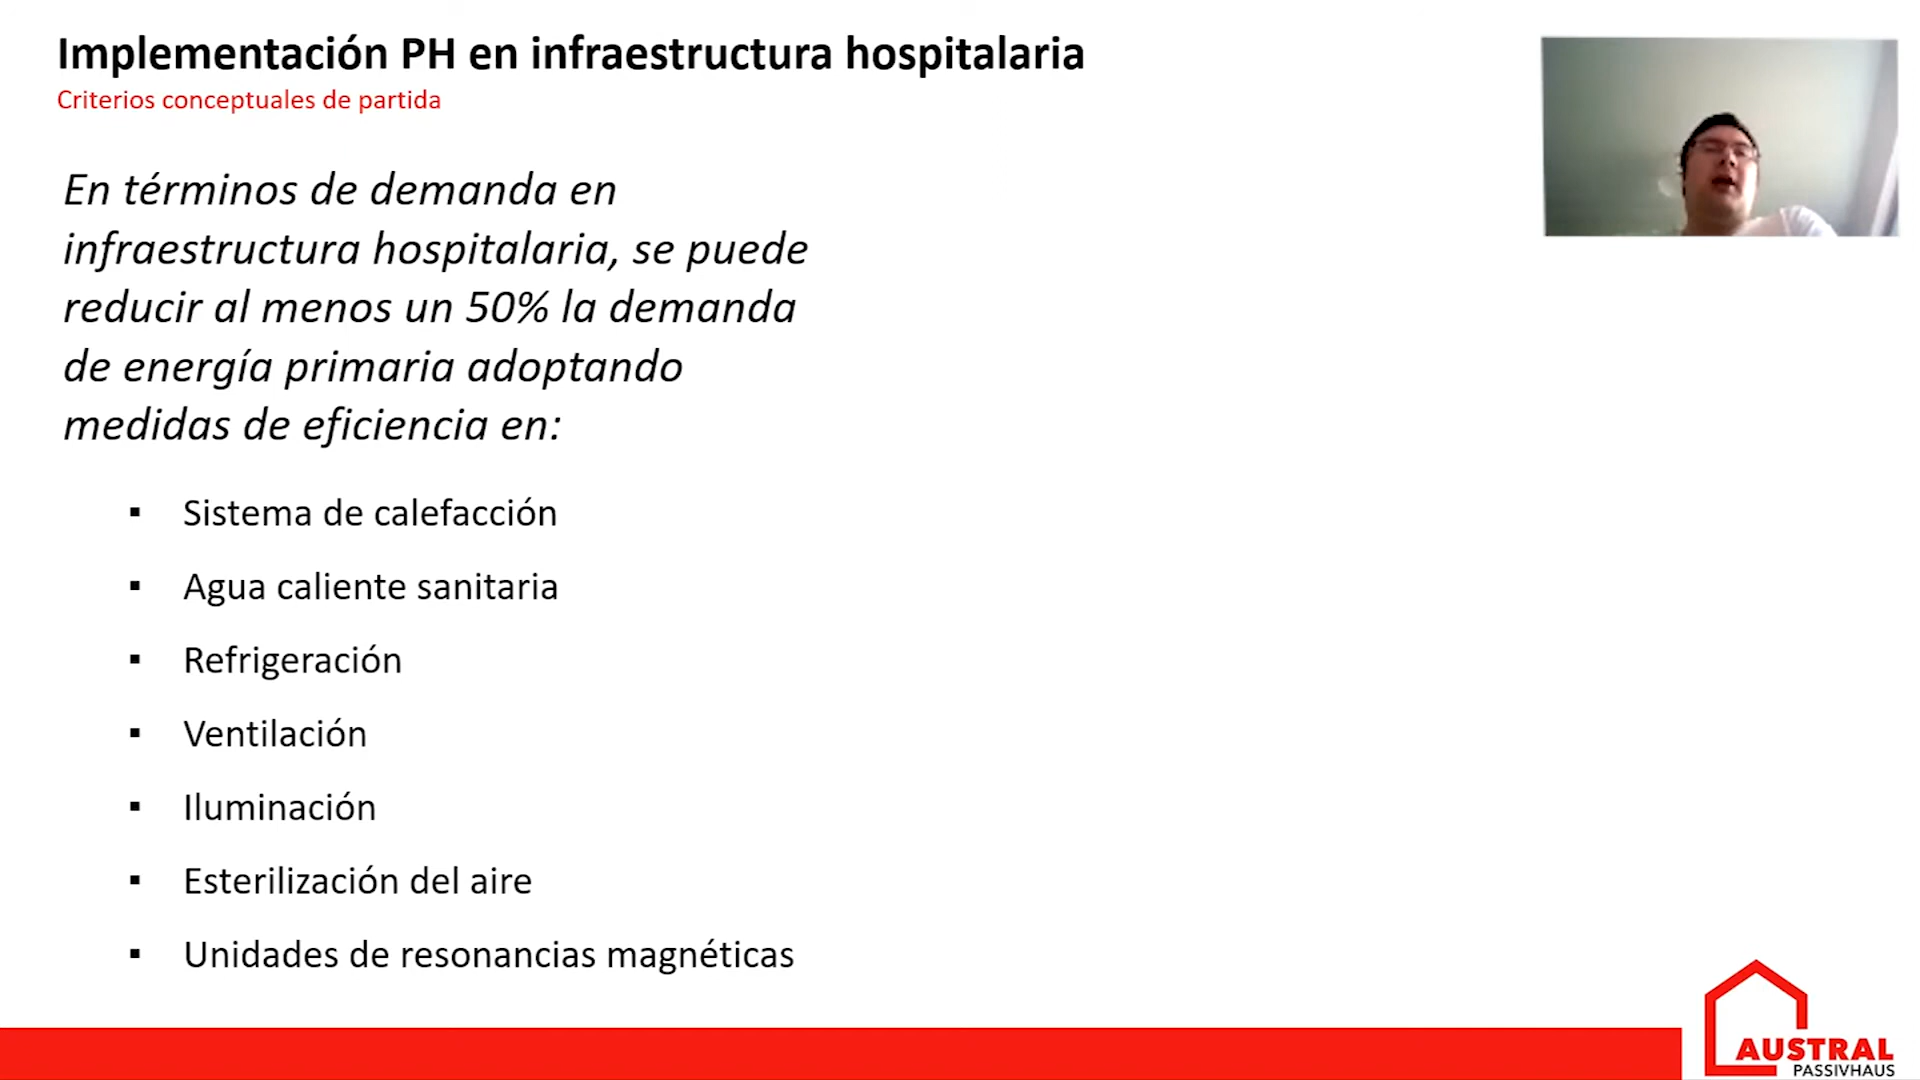 Implementación PH en infraestructura hospitalaria
Criterios conceptuales de partida
En términos de demanda en
infraestructura hospitalaria, se puede
reducir al menos un 50% la demanda
de energía primaria adoptando
medidas de eficiencia en:
▪ Sistema de calefacción
▪ Agua caliente sanitaria
▪ Refrigeración
▪ Ventilación
▪ Iluminación
▪ Esterilización del aire
▪ Unidades de resonancias magnéticas
AUSTRAL
PASSIVHAUS